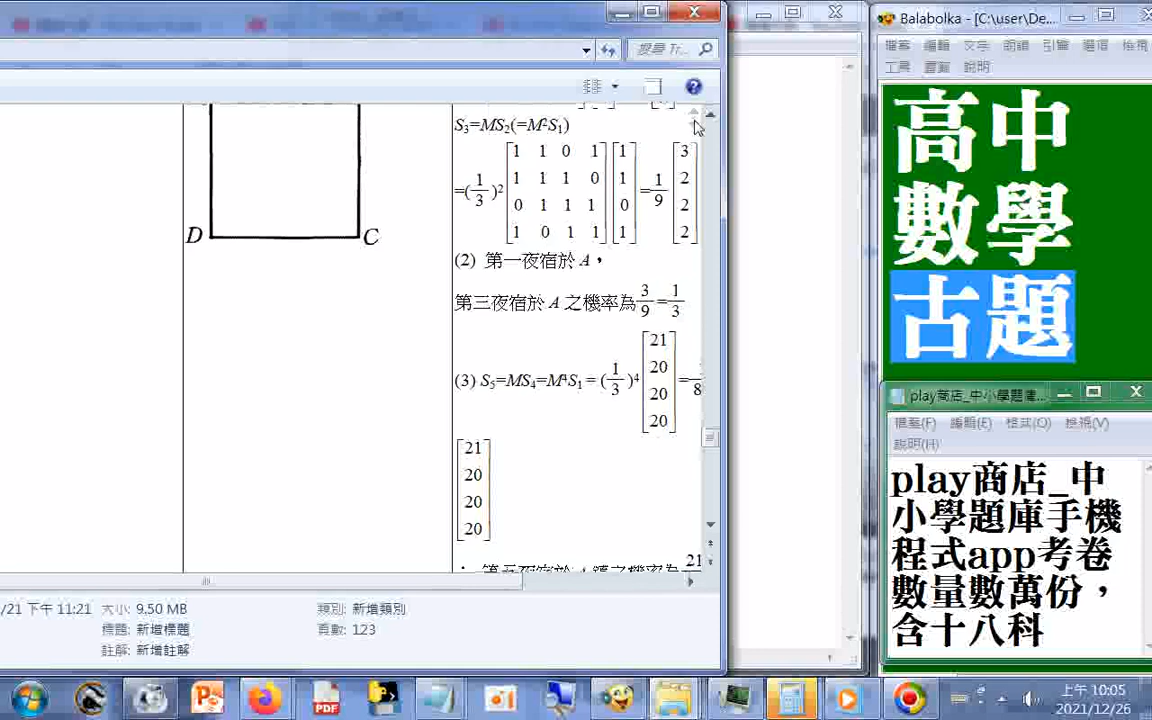 搜尋 Tr...
D
C
S₃=MS₂(=M²S₁)
=(1/3)² [1 1 0 1] [1] =1/9 [3]
1 1 1 0 1 2
0 1 1 1 0 2
1 0 1 1 1 2
(2) 第一夜宿於 A，
第三夜宿於 A 之機率為 3/9=1/3
(3) S₅=MS₄=M⁴S₁ = (1/3)⁴ [21 20 20 20] =
21
20
20
20
/21 下午 11:21 大小: 9.50 MB 類別: 新增類別
標題: 新增標題 頁數: 123
註解: 新增註解
Balabolka - [C:\user\De...
檔案 編輯 文字 朗讀 引擎 選項 檢視
工具 書籤 說明
高中
數學
古題
play商店_中小學題庫...
檔案(F) 編輯(E) 格式(O) 檢視(V)
說明(H)
play商店_中
小學題庫手機
程式app考卷
數量數萬份，
含十八科
PDF
上午 10:05
2021/12/26